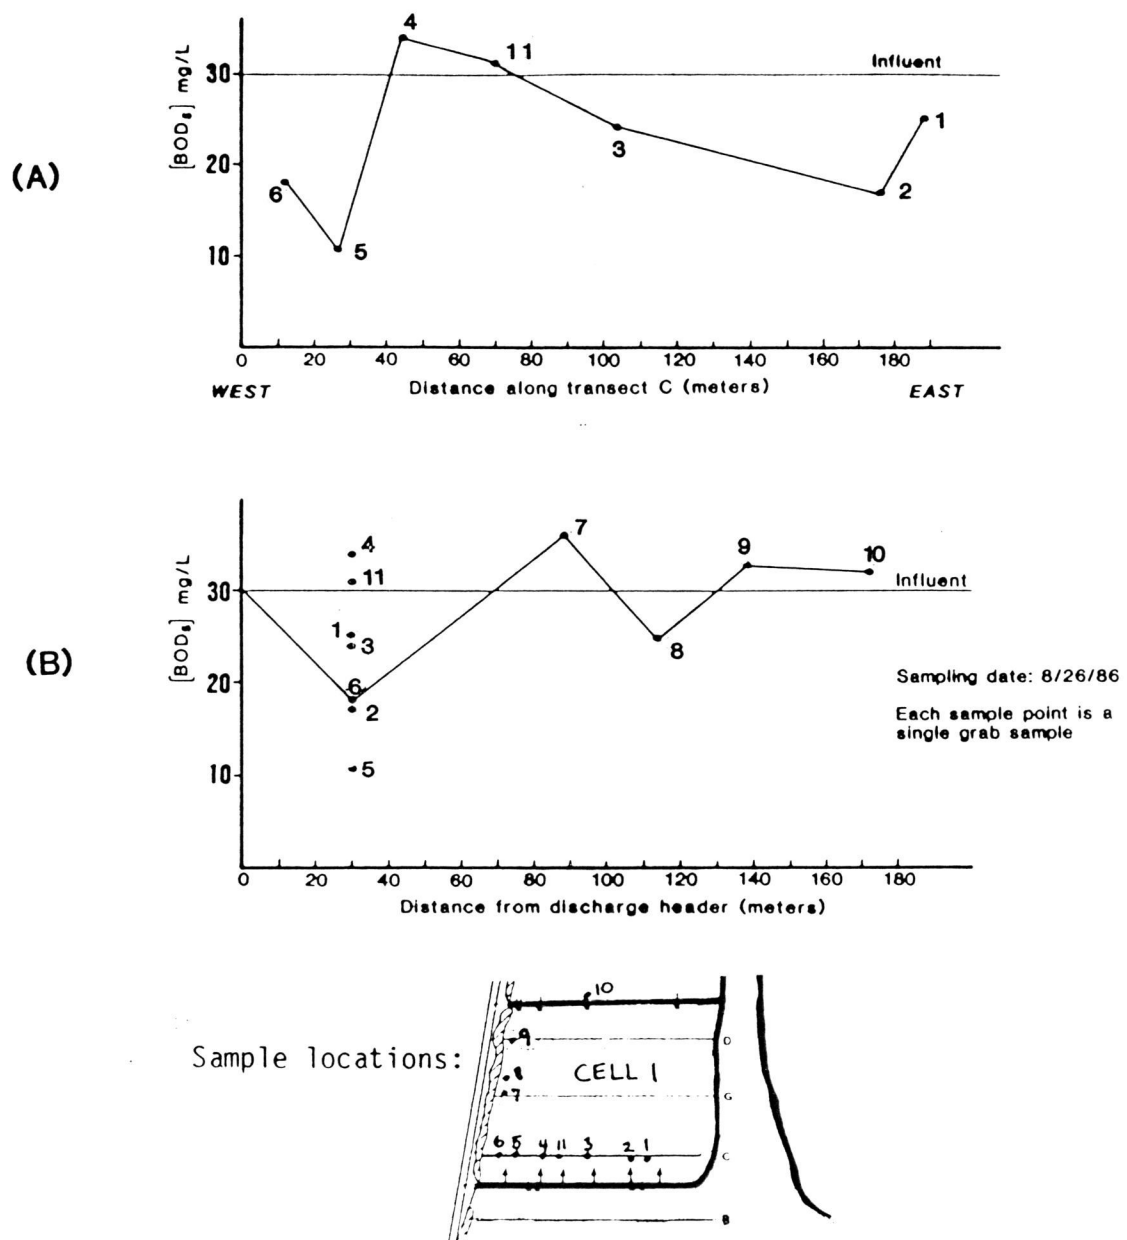 (A)
[BOD₅] mg/L
30
20
10
4
11
Influent
1
3
2
6
5
0 20 40 60 80 100 120 140 160 180
WEST Distance along transect C (meters) EAST
(B)
[BOD₅] mg/L
30
20
10
4
11
1
3
6
2
5
7
8
9
10
Influent
Sampling date: 8/26/86
Each sample point is a
single grab sample
0 20 40 60 80 100 120 140 160 180
Distance from discharge header (meters)
Sample locations:
10
9 D
8 CELL 1
7 G
6 5 4 11 3 2 1 C
B